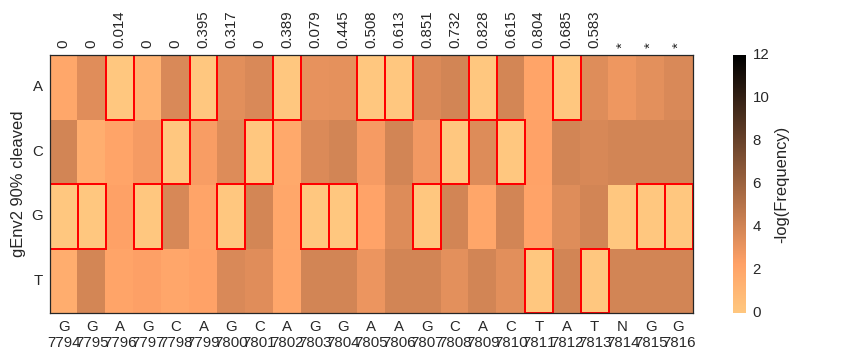 0 0 0.014 0 0 0.395 0.317 0 0.389 0.079 0.445 0.508 0.613 0.851 0.732 0.828 0.615 0.804 0.685 0.583 * * *
gEnv2 90% cleaved
A
C
G
T
G G A G C A G C A G G A A G C A C T A T N G G
7794 7795 7796 7797 7798 7799 7800 7801 7802 7803 7804 7805 7806 7807 7808 7809 7810 7811 7812 7813 7814 7815 7816
12
10
8
6
4
2
0
-log(Frequency)